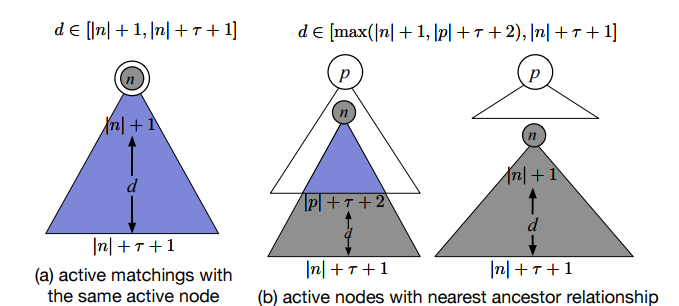 d ∈ [|n| + 1, |n| + τ + 1]
d ∈ [max(|n| + 1, |p| + τ + 2), |n| + τ + 1]
n
|n| + 1
d
|n| + τ + 1
(a) active matchings with
the same active node
p
n
|p| + τ + 2
d
|n| + τ + 1
p
n
|n| + 1
d
|n| + τ + 1
(b) active nodes with nearest ancestor relationship